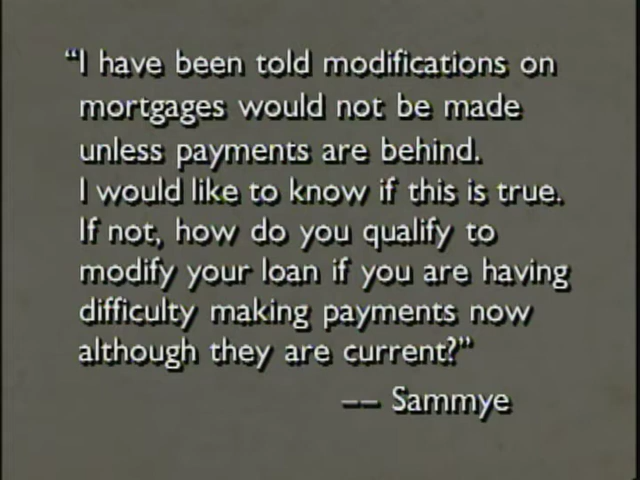 “I have been told modifications on
mortgages would not be made
unless payments are behind.
I would like to know if this is true.
If not, how do you qualify to
modify your loan if you are having
difficulty making payments now
although they are current?”
-- Sammye